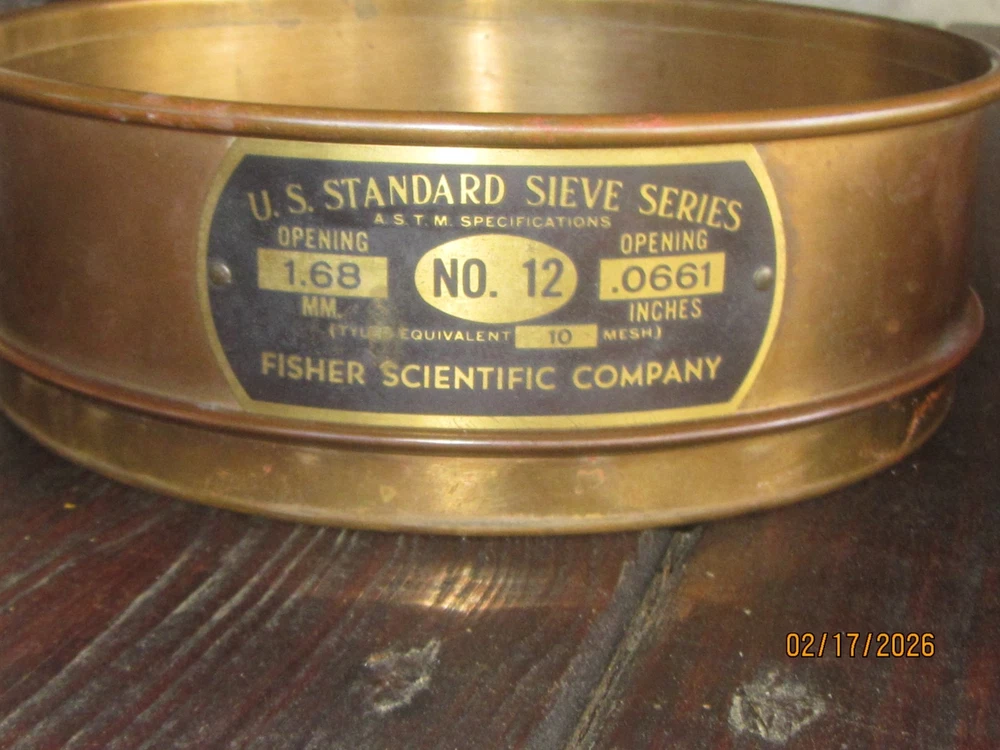 U.S. STANDARD SIEVE SERIES
A.S.T.M. SPECIFICATIONS
OPENING
1.68
MM.
NO. 12
OPENING
.0661
INCHES
(TYLER EQUIVALENT 10 MESH)
FISHER SCIENTIFIC COMPANY
02/17/2026